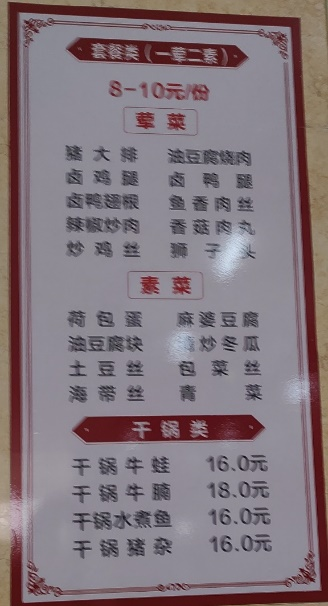 套餐类（一荤二素）
8-10元/份
荤菜
猪大排 油豆腐烧肉
卤鸡腿 卤鸭腿
卤鸭翅根 鱼香肉丝
辣椒炒肉 香菇肉丸
炒鸡丝 狮子头
素菜
荷包蛋 麻婆豆腐
油豆腐块 炒冬瓜
土豆丝 包菜丝
海带丝 青菜
干锅类
干锅牛蛙 16.0元
干锅牛腩 18.0元
干锅水煮鱼 16.0元
干锅猪杂 16.0元